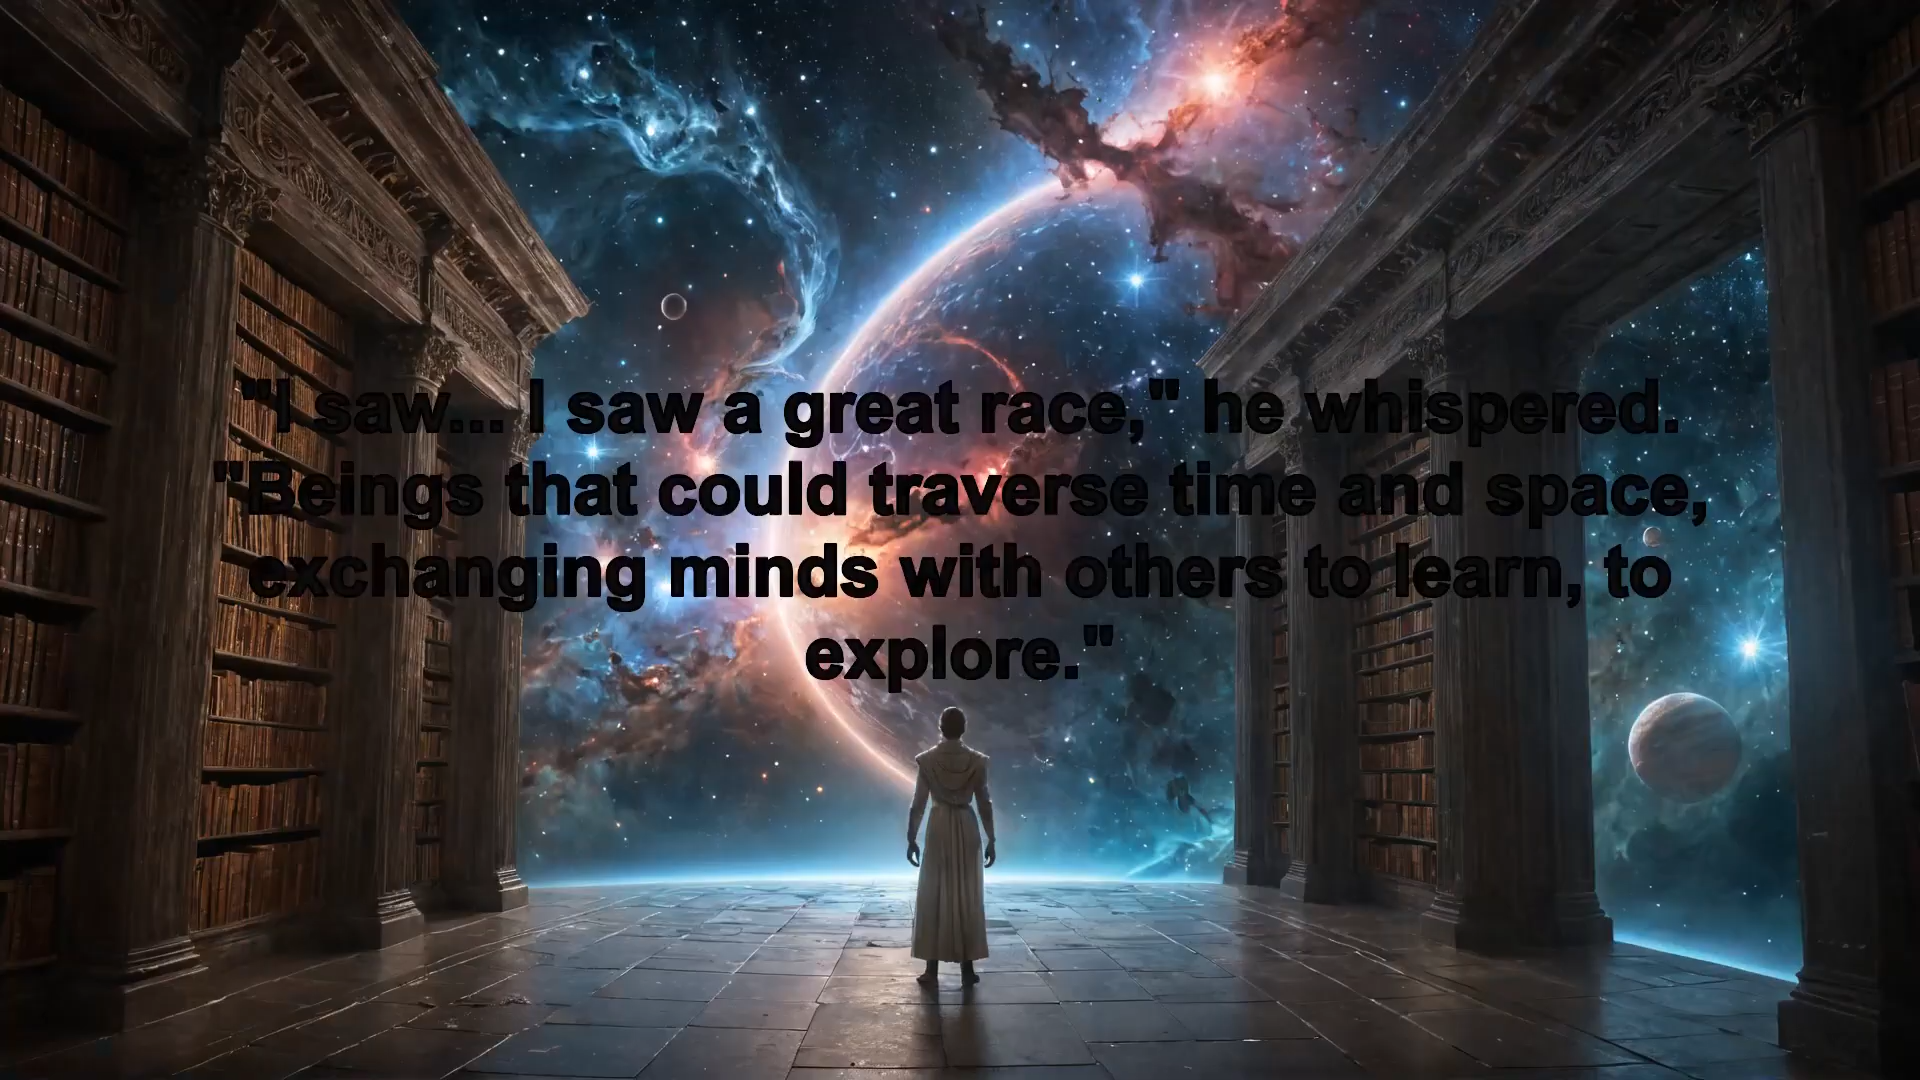 "I saw... I saw a great race," he whispered.
"Beings that could traverse time and space,
exchanging minds with others to learn, to
explore."